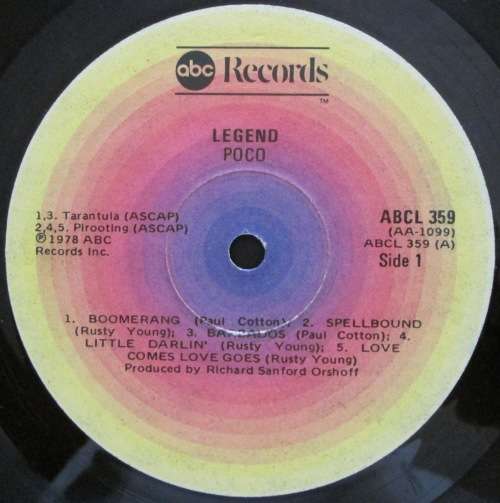 abc Records
TM
LEGEND
POCO
1,3. Tarantula (ASCAP)
2,4,5. Pirooting (ASCAP)
℗ 1978 ABC
Records Inc.
ABCL 359
(AA-1099)
ABCL 359 (A)
Side 1
1. BOOMERANG (Paul Cotton); 2. SPELLBOUND
(Rusty Young); 3. BARBADOS (Paul Cotton); 4.
LITTLE DARLIN' (Rusty Young); 5. LOVE
COMES LOVE GOES (Rusty Young)
Produced by Richard Sanford Orshoff